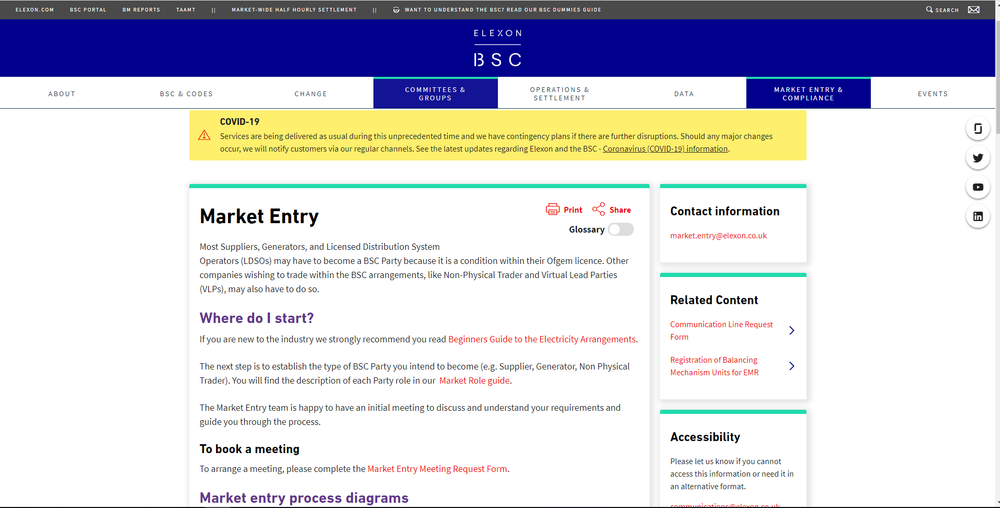 ELEXON.COM BSC PORTAL BM REPORTS TAAMT || MARKET-WIDE HALF HOURLY SETTLEMENT || WANT TO UNDERSTAND THE BSC? READ OUR BSC DUMMIES GUIDE SEARCH
ELEXON
BSC
ABOUT
BSC & CODES
CHANGE
COMMITTEES &
GROUPS
OPERATIONS &
SETTLEMENT
DATA
MARKET ENTRY &
COMPLIANCE
EVENTS
COVID-19
Services are being delivered as usual during this unprecedented time and we have contingency plans if there are further disruptions. Should any major changes
occur, we will notify customers via our regular channels. See the latest updates regarding Elexon and the BSC - Coronavirus (COVID-19) information.
Market Entry
Print Share
Glossary
Most Suppliers, Generators, and Licensed Distribution System
Operators (LDSOs) may have to become a BSC Party because it is a condition within their Ofgem licence. Other
companies wishing to trade within the BSC arrangements, like Non-Physical Trader and Virtual Lead Parties
(VLPs), may also have to do so.
Where do I start?
If you are new to the industry we strongly recommend you read Beginners Guide to the Electricity Arrangements.
The next step is to establish the type of BSC Party you intend to become (e.g. Supplier, Generator, Non Physical
Trader). You will find the description of each Party role in our Market Role guide.
The Market Entry team is happy to have an initial meeting to discuss and understand your requirements and
guide you through the process.
To book a meeting
To arrange a meeting, please complete the Market Entry Meeting Request Form.
Market entry process diagrams
Contact information
market.entry@elexon.co.uk
Related Content
Communication Line Request
Form
Registration of Balancing
Mechanism Units for EMR
Accessibility
Please let us know if you cannot
access this information or need it in
an alternative format.
communications@elexon.co.uk